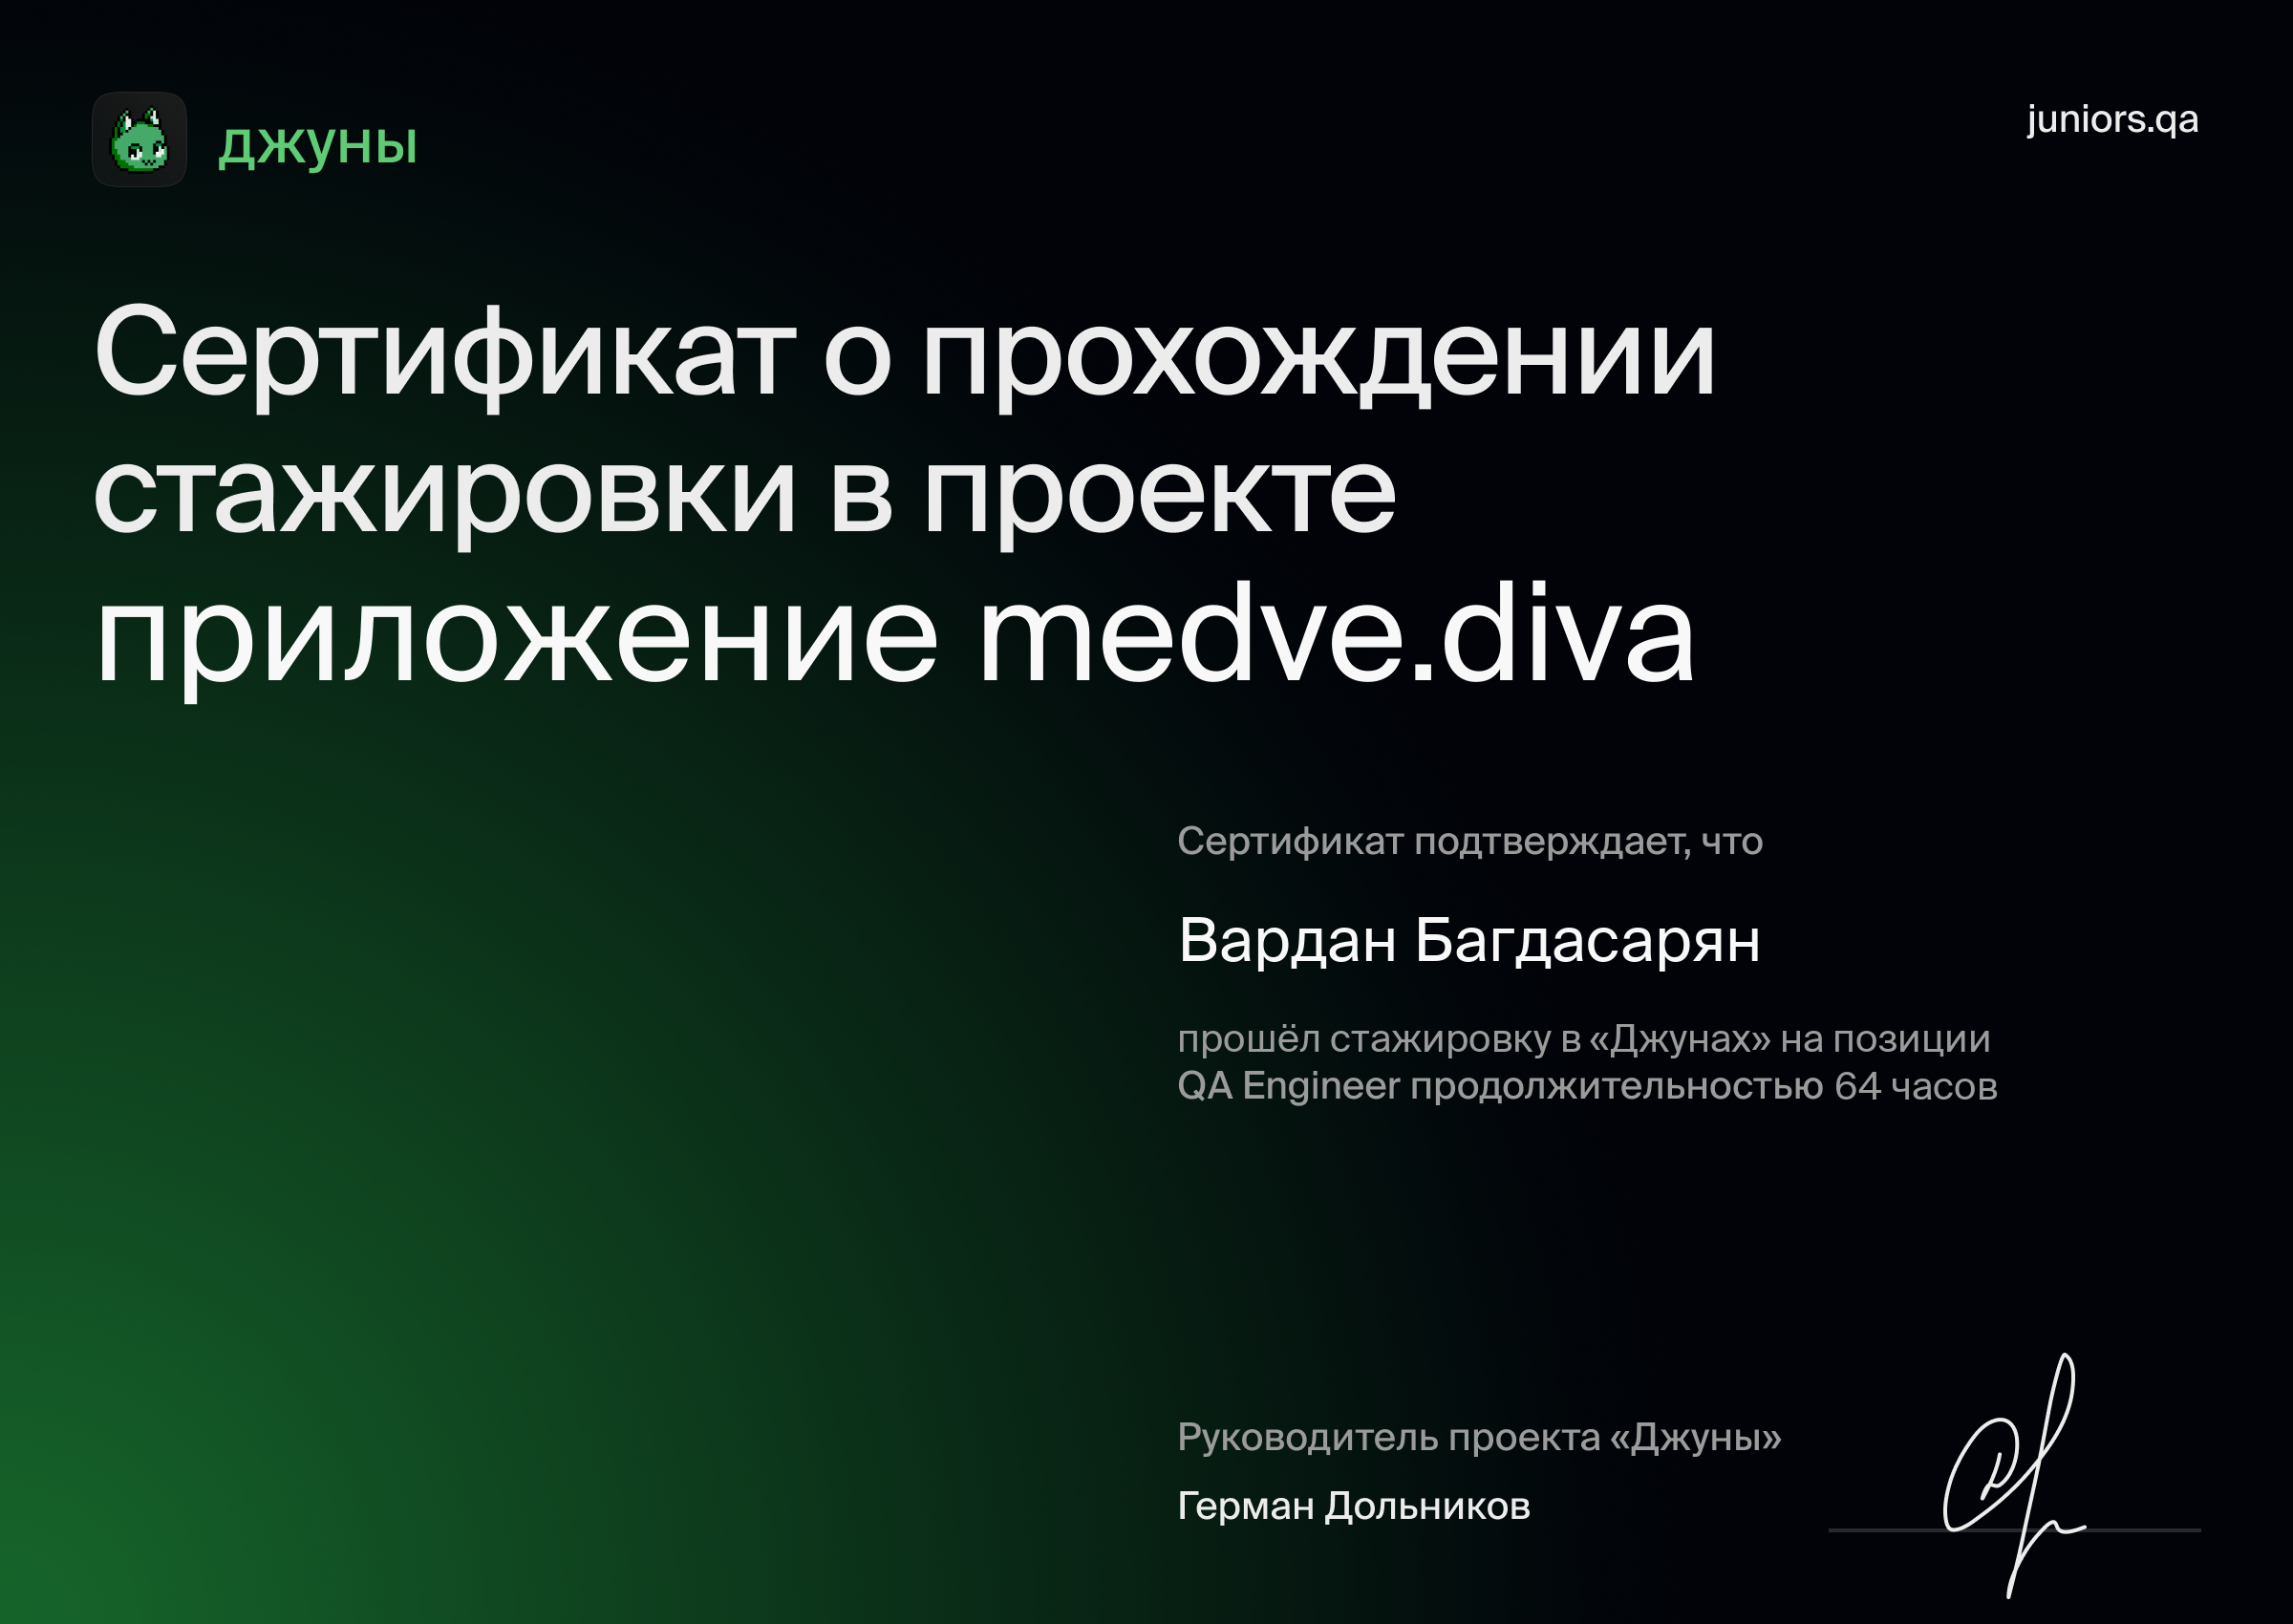 джуны
juniors.qa
Сертификат о прохождении
стажировки в проекте
приложение medve.diva
Сертификат подтверждает, что
Вардан Багдасарян
прошёл стажировку в «Джунах» на позиции
QA Engineer продолжительностью 64 часов
Руководитель проекта «Джуны»
Герман Дольников